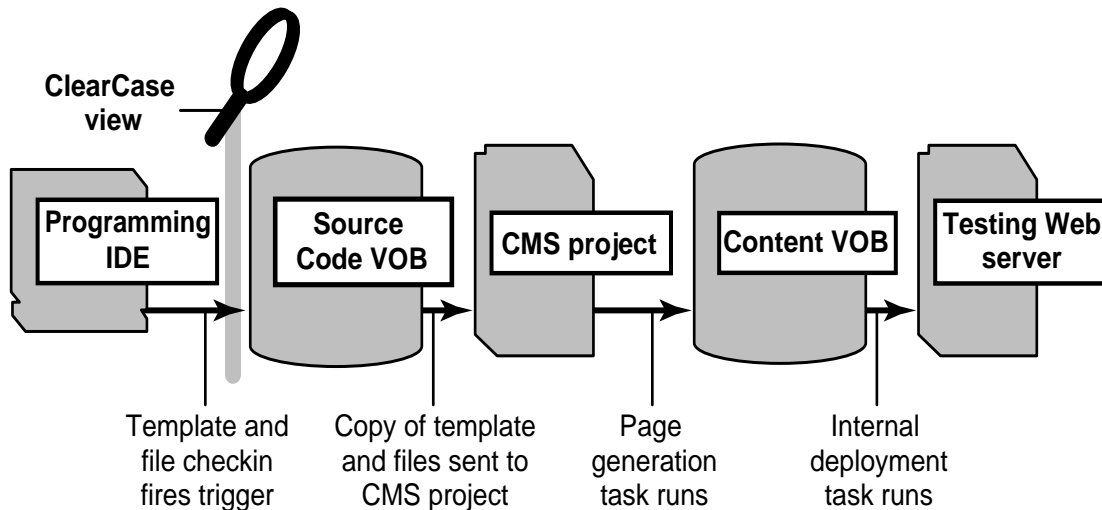 ClearCase
view
Programming
IDE
Source
Code VOB
CMS project
Content VOB
Testing Web
server
Template and
file checkin
fires trigger
Copy of template
and files sent to
CMS project
Page
generation
task runs
Internal
deployment
task runs